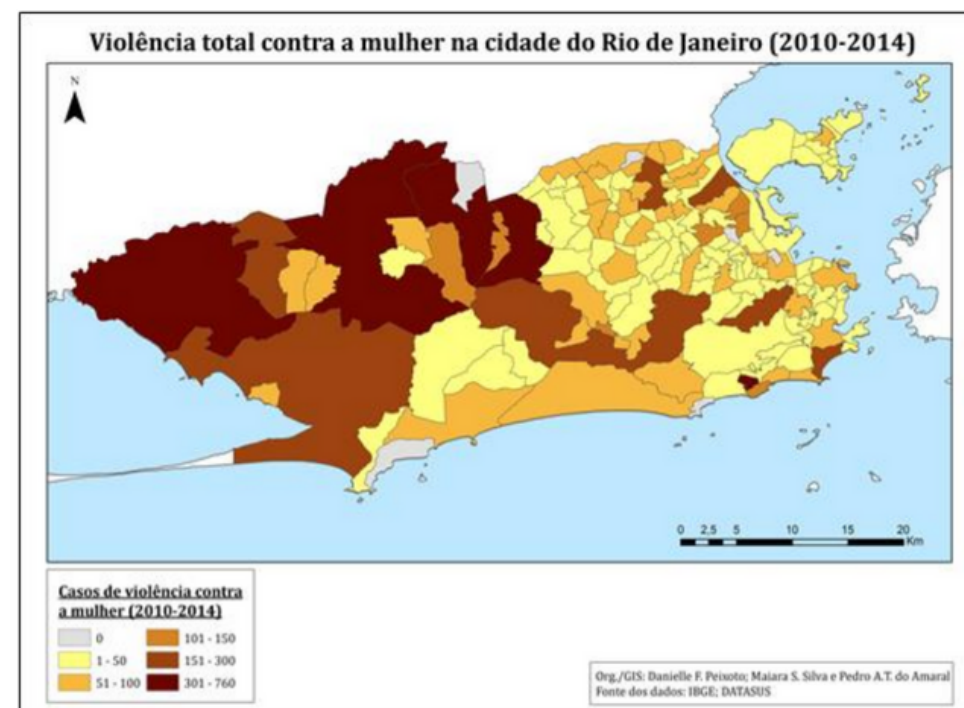 Violência total contra a mulher na cidade do Rio de Janeiro (2010-2014)
N
0 2,5 5 10 15 20
Km
Casos de violência contra
a mulher (2010-2014)
0 101 - 150
1 - 50 151 - 300
51 - 100 301 - 760
Org./GIS: Danielle F. Peixoto; Maiara S. Silva e Pedro A.T. do Amaral
Fonte dos dados: IBGE; DATASUS